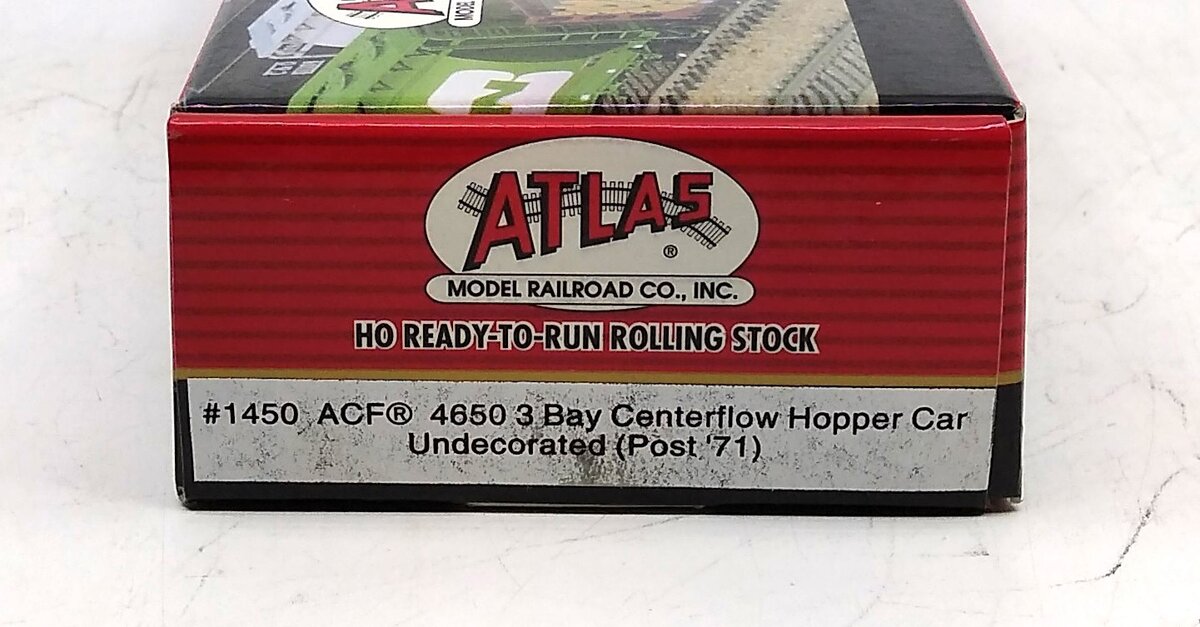 ATLAS
®
MODEL RAILROAD CO., INC.
HO READY-TO-RUN ROLLING STOCK
#1450 ACF® 4650 3 Bay Centerflow Hopper Car
Undecorated (Post '71)